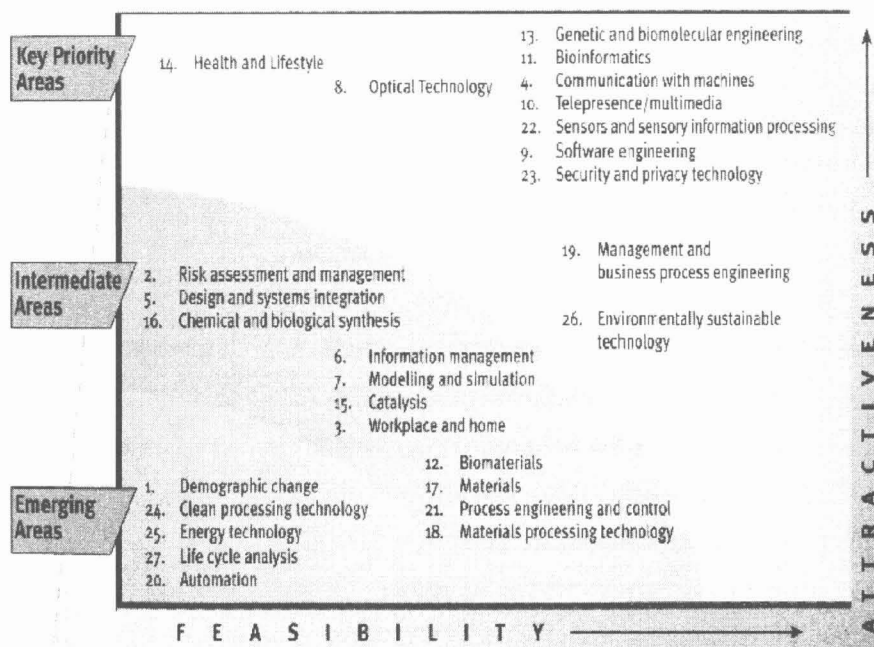 Key Priority
Areas
14. Health and Lifestyle
8. Optical Technology
13. Genetic and biomolecular engineering
11. Bioinformatics
4. Communication with machines
10. Telepresence/multimedia
22. Sensors and sensory information processing
9. Software engineering
23. Security and privacy technology
Intermediate
Areas
2. Risk assessment and management
5. Design and systems integration
16. Chemical and biological synthesis
19. Management and
business process engineering
26. Environmentally sustainable
technology
6. Information management
7. Modelling and simulation
15. Catalysis
3. Workplace and home
Emerging
Areas
1. Demographic change
24. Clean processing technology
25. Energy technology
27. Life cycle analysis
20. Automation
12. Biomaterials
17. Materials
21. Process engineering and control
18. Materials processing technology
FEASIBILITY
ATTRACTIVENESS